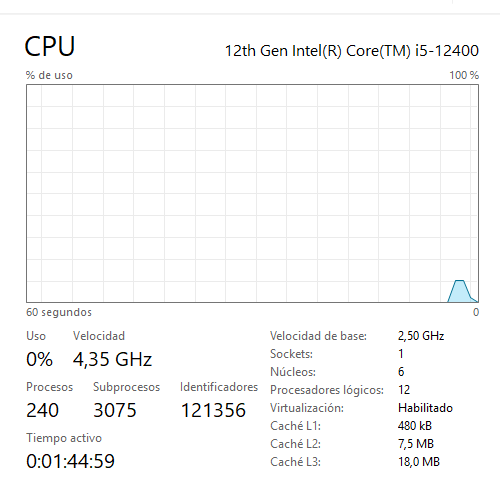 CPU
12th Gen Intel(R) Core(TM) i5-12400
% de uso
100 %
60 segundos
0
Uso
Velocidad
0%
4,35 GHz
Procesos
Subprocesos
Identificadores
240
3075
121356
Tiempo activo
0:01:44:59
Velocidad de base:
2,50 GHz
Sockets:
1
Núcleos:
6
Procesadores lógicos:
12
Virtualización:
Habilitado
Caché L1:
480 kB
Caché L2:
7,5 MB
Caché L3:
18,0 MB